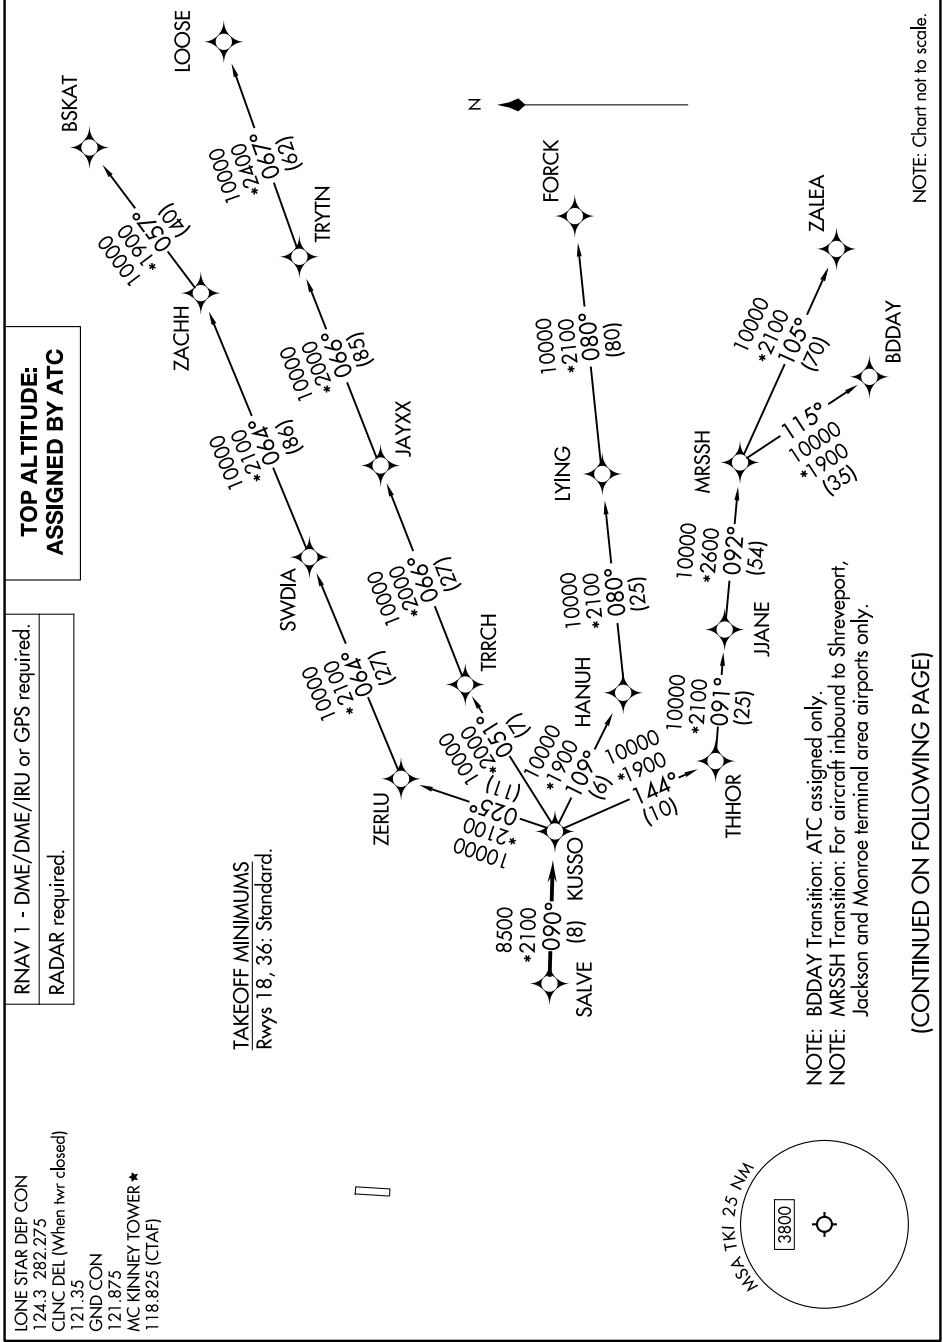 LONE STAR DEP CON
124.3 282.275
CLNC DEL (When twr closed)
121.35
GND CON
121.875
MC KINNEY TOWER ★
118.825 (CTAF)
RNAV 1 - DME/DME/IRU or GPS required.
RADAR required.
TOP ALTITUDE:
ASSIGNED BY ATC
TAKEOFF MINIMUMS
Rwys 18, 36: Standard.
BSKAT
10000
*1900
057°
(40)
ZACHH
10000
*2100
064°
(86)
SWDIA
10000
*2100
064°
(27)
ZERLU
10000
*2100
025°
(11)
LOOSE
10000
*2400
067°
(62)
TRYTN
10000
*2000
066°
(85)
JAYXX
10000
*2000
066°
(27)
TRRCH
10000
*2000
051°
(7)
N
FORCK
10000
*2100
080°
(80)
LYING
10000
*2100
080°
(25)
HANUH
10000
*1900
109°
(6)
SALVE
8500
*2100
090°
(8)
KUSSO
10000
*1900
144°
(10)
THHOR
10000
*2100
091°
(25)
JJANE
10000
*2600
092°
(54)
MRSSH
10000
*2100
105°
(70)
ZALEA
115°
10000
*1900
(35)
BDDAY
MSA TKI 25 NM
3800
NOTE: BDDAY Transition: ATC assigned only.
NOTE: MRSSH Transition: For aircraft inbound to Shreveport,
Jackson and Monroe terminal area airports only.
NOTE: Chart not to scale.
(CONTINUED ON FOLLOWING PAGE)